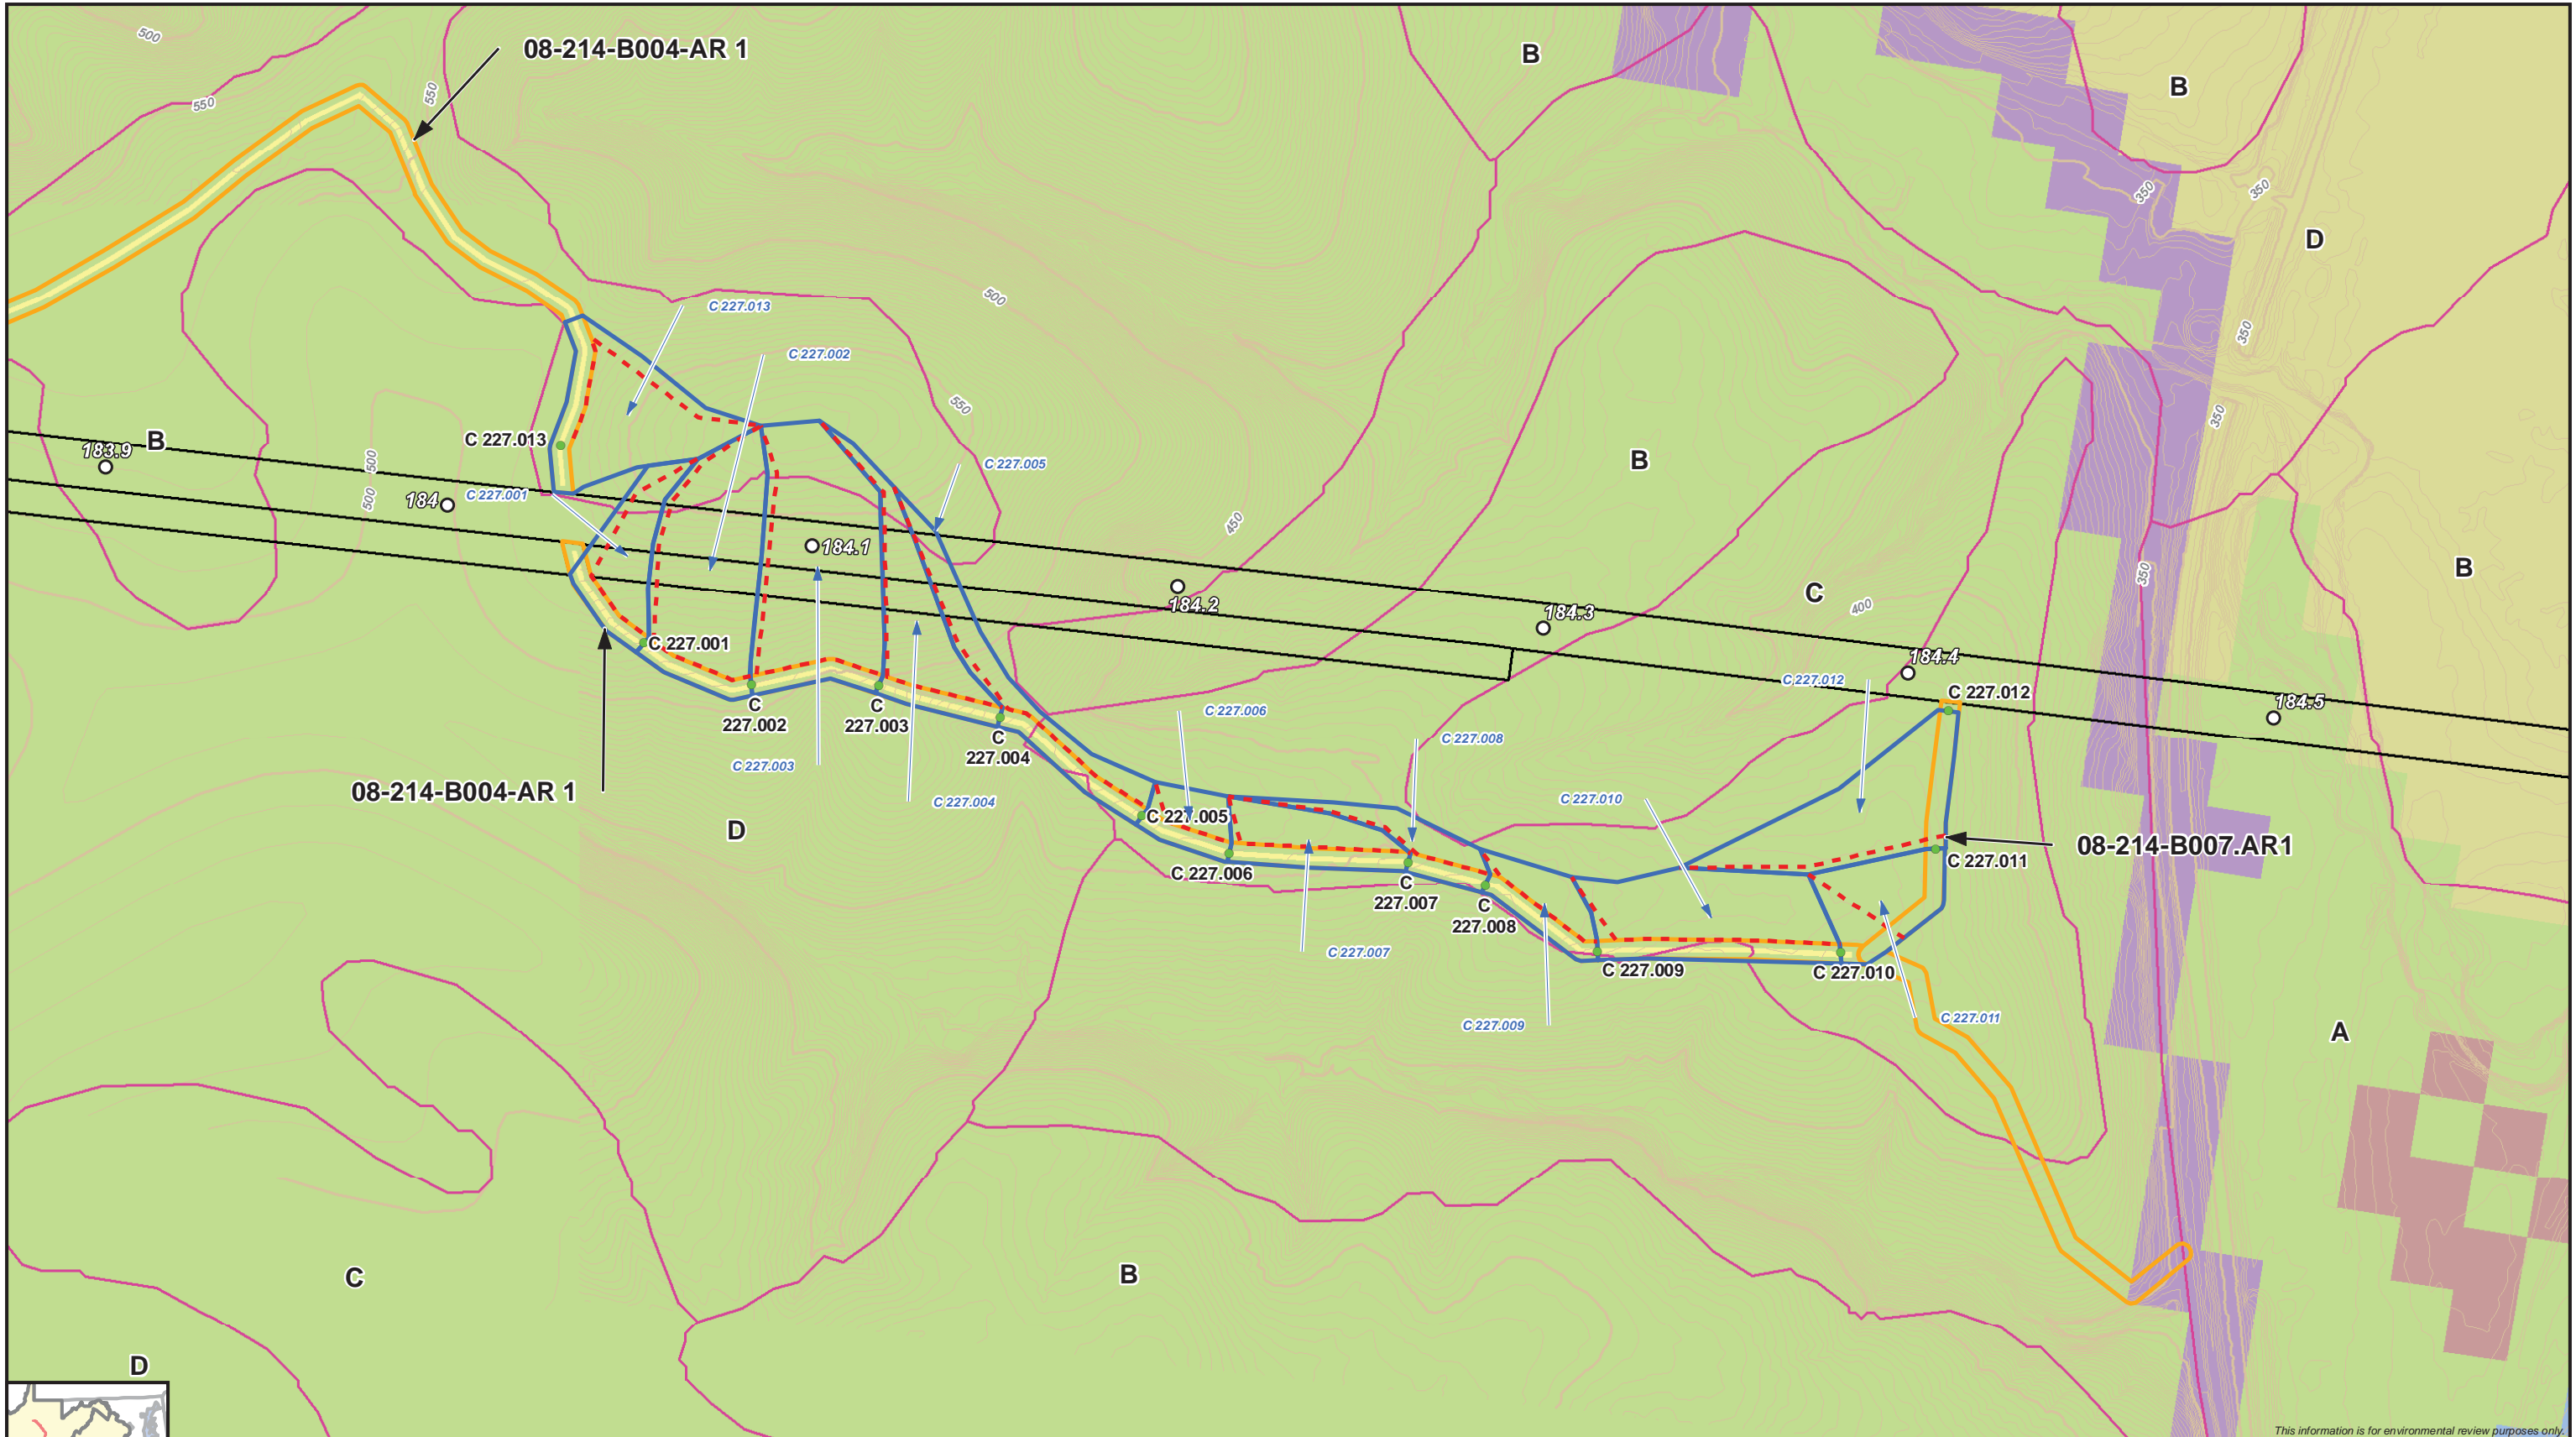 500
08-214-B004-AR 1
B
B
550
550
350
350
D
500
C 227.013
350
C 227.002
550
350
C 227.013
B
183.9
500
C 227.005
B
184
500
C 227.001
450
184.1
B
350
184.2
C
400
184.3
C 227.001
184.4
C 227.012
C 227.012
184.5
C
227.002
C
227.003
C 227.006
C
227.004
C 227.008
C 227.003
08-214-B004-AR 1
C 227.004
C 227.010
C 227.005
D
08-214-B007.AR1
C 227.011
C 227.006
C
227.007
C
227.008
C 227.007
C 227.009
C 227.010
C 227.009
C 227.011
A
C
B
D
This information is for environmental review purposes only.